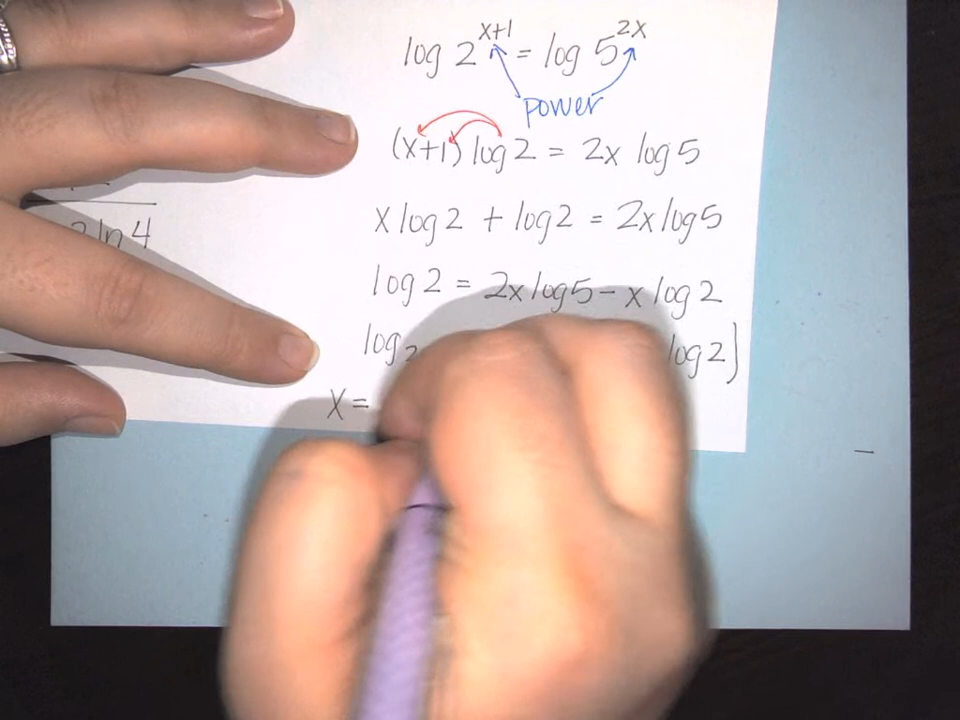 log 2^{x+1} = log 5^{2x}
power
(x+1) log 2 = 2x log 5
x log 2 + log 2 = 2x log 5
2 ln 4
log 2 = 2x log 5 - x log 2
log 2 log 2)
x =